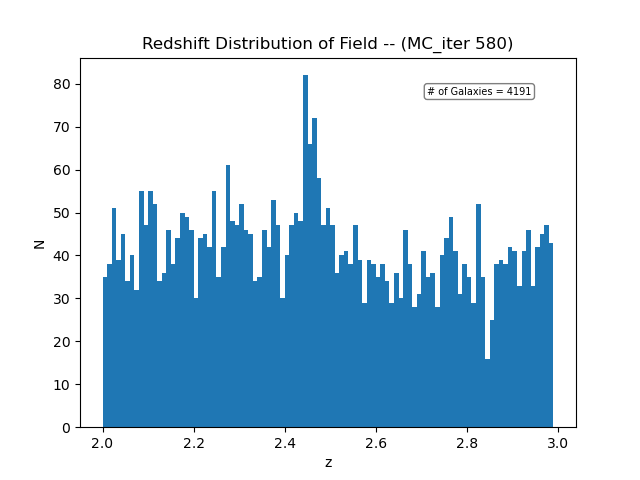 Redshift Distribution of Field -- (MC_iter 580)
# of Galaxies = 4191
N
80
70
60
50
40
30
20
10
0
2.0 2.2 2.4 2.6 2.8 3.0
z